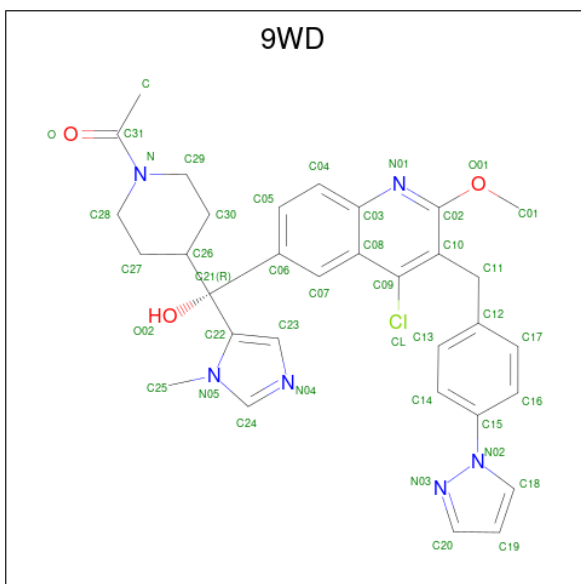 9WD
C
O O C31
N C29
C28 C30
C27 C26
C04 N01 O01
C05 C03 C02 C01
C08 C10
C21(R) C06 C11
C07 C09
HO Cl C12
O02 CL C13 C17
C22 C23
C25 N C14 C16
N05 N N04
C24 C15
N N02
N03 N C18
C20 C19